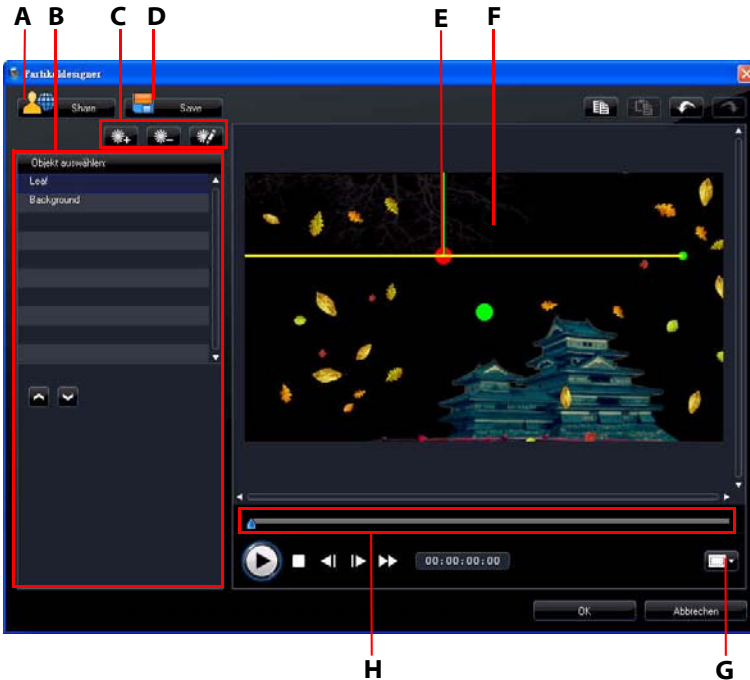 A B C D E F
Partikeldesigner
Share Save
Objekt auswählen:
Leaf
Background
00:00:00:00
OK Abbrechen
H G